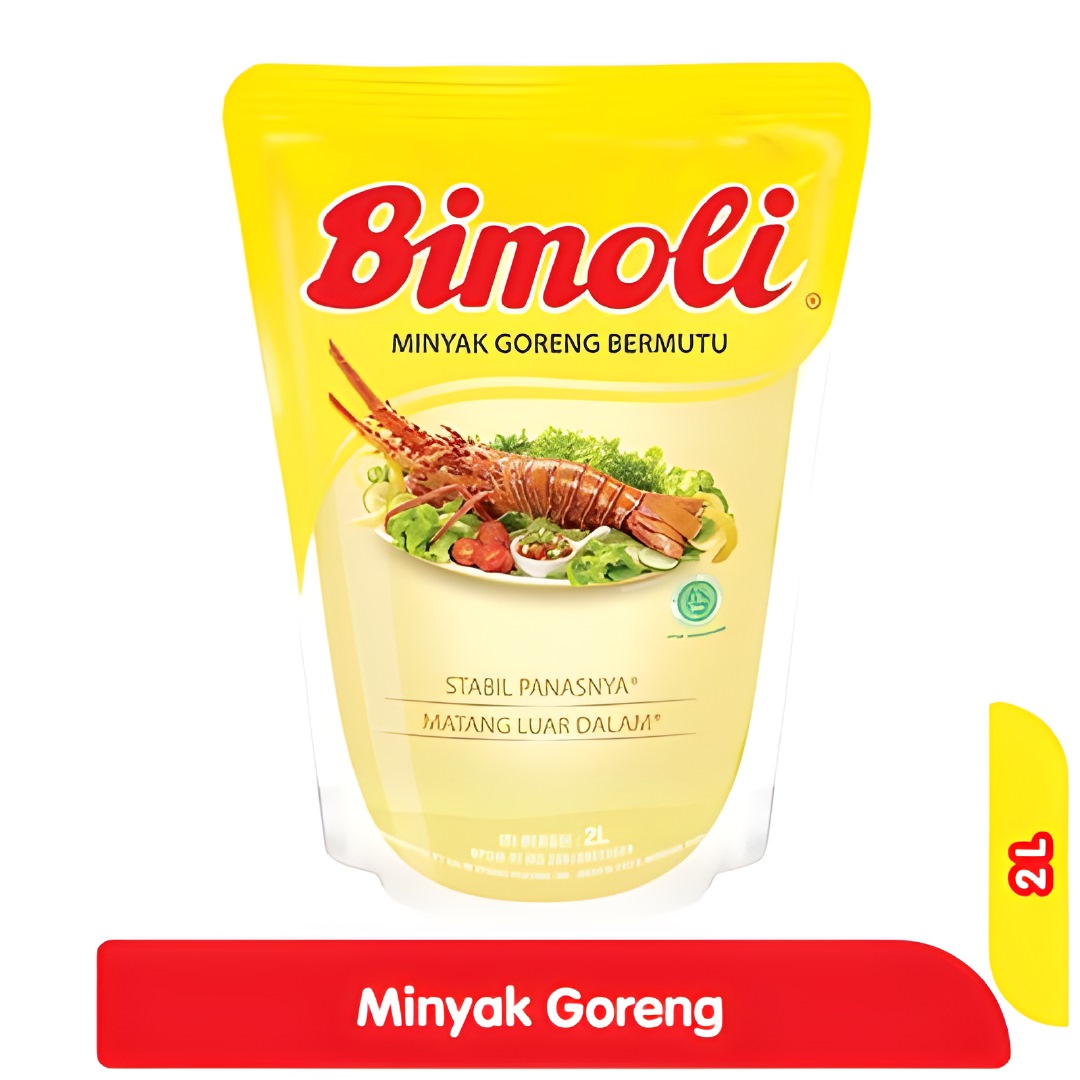 Bimoli
MINYAK GORENG BERMUTU
STABIL PANASNYA®
MATANG LUAR DALAM®
2L
2L
Minyak Goreng